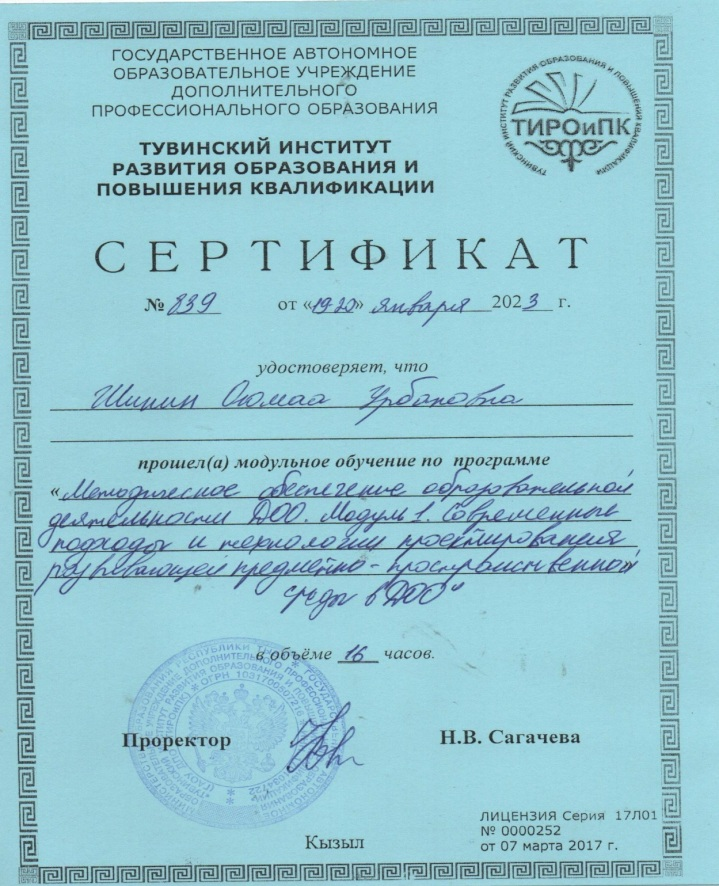 ГОСУДАРСТВЕННОЕ АВТОНОМНОЕ
ОБРАЗОВАТЕЛЬНОЕ УЧРЕЖДЕНИЕ
ДОПОЛНИТЕЛЬНОГО
ПРОФЕССИОНАЛЬНОГО ОБРАЗОВАНИЯ
ТУВИНСКИЙ ИНСТИТУТ
РАЗВИТИЯ ОБРАЗОВАНИЯ И
ПОВЫШЕНИЯ КВАЛИФИКАЦИИ
ТУВИНСКИЙ ИНСТИТУТ РАЗВИТИЯ ОБРАЗОВАНИЯ И ПОВЫШЕНИЯ КВАЛИФИКАЦИИ
ТИРОиПК
СЕРТИФИКАТ
№ 839 от «19-20» января 2023 г.
удостоверяет, что
Шипин Оюмаа Урбановна
прошел(а) модульное обучение по программе
«Методическое обеспечение образовательной
деятельности ДОО. Модуль 1. Современные
подходы и технологии проектирования
развивающей предметно-пространственной
среды в ДОО"
в объёме 16 часов.
Проректор
Н.В. Сагачева
ЛИЦЕНЗИЯ Серия 17Л01
№ 0000252
от 07 марта 2017 г.
Кызыл